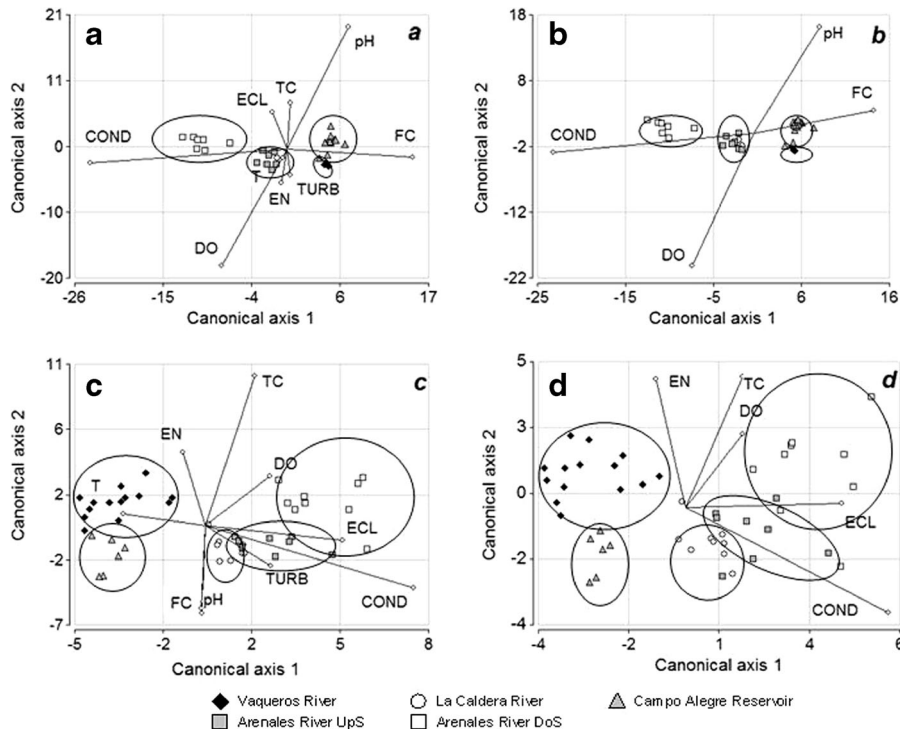 a
a
18
b
b
21
pH
pH
11
TC
8
ECL
FC
COND
FC
COND
0
-2
T
TURB
EN
-10
-12
DO
DO
-20
-22
-26
-15
-4
6
17
-26
-15
-5
6
16
Canonical axis 1
Canonical axis 1
Canonical axis 2
Canonical axis 2
11
c
c
5
d
d
TC
EN
TC
6
DO
EN
3
DO
T
2
0
ECL
ECL
-2
-2
TURB
FC
pH
COND
COND
-7
-5
-5
-2
2
5
8
-4
-2
1
4
6
Canonical axis 1
Canonical axis 1
Canonical axis 2
Canonical axis 2
Vaqueros River
La Caldera River
Campo Alegre Reservoir
Arenales River UpS
Arenales River DoS